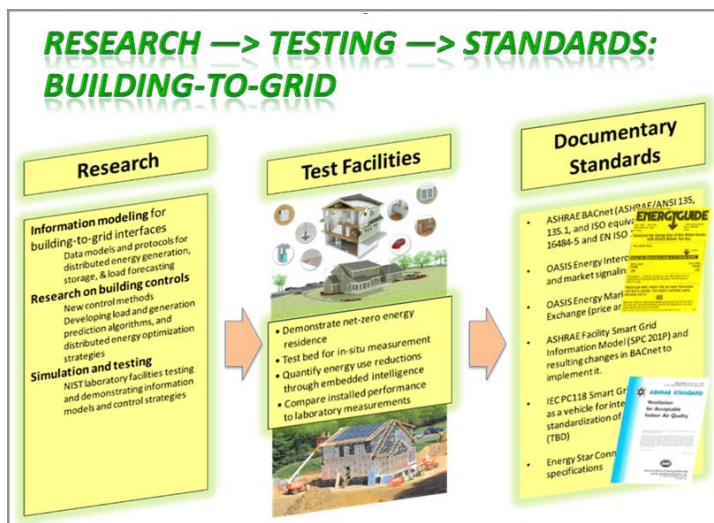 RESEARCH —> TESTING —> STANDARDS:
BUILDING-TO-GRID
Research
Information modeling for
building-to-grid interfaces
Data models and protocols for
distributed energy generation,
storage, & load forecasting
Research on building controls
New control methods
Developing load and generation
prediction algorithms, and
distributed energy optimization
strategies
Simulation and testing
NIST laboratory facilities testing
and demonstrating information
models and control strategies
Test Facilities
• Demonstrate net-zero energy
residence
• Test bed for in-situ measurement
• Quantify energy use reductions
through embedded intelligence
• Compare installed performance
to laboratory measurements
Documentary
Standards
• ASHRAE BACnet (ASHRAE/ANSI 135,
135.1, and ISO
16484-5 and EN ISO
• OASIS Energy
and market
• OASIS Energy
Exchange (price
• ASHRAE Facility Smart Grid
Information Model (SPC 201P) and
resulting changes in BACnet to
implement it.
• IEC PC118 Smart
as a vehicle for
standardization of
(TBD)
• Energy Star
specifications
ENERGYGUIDE
ASHRAE STANDARD
Ventilation
for Acceptable
Indoor Air Quality